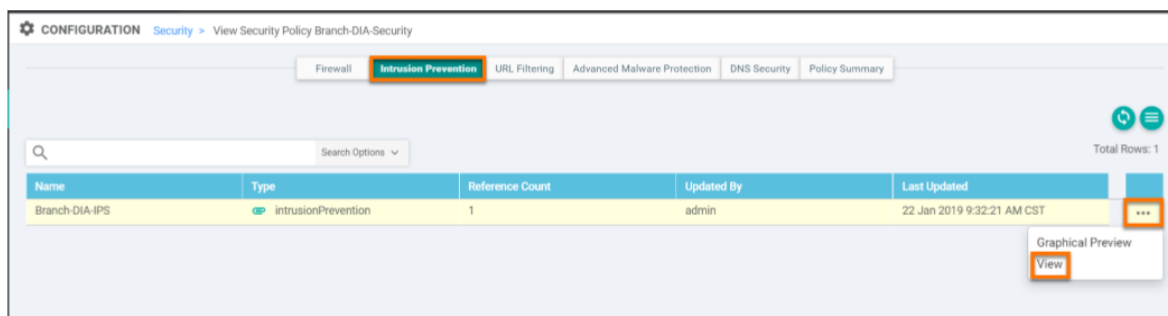 CONFIGURATION Security > View Security Policy Branch-DIA-Security
Firewall Intrusion Prevention URL Filtering Advanced Malware Protection DNS Security Policy Summary
Search Options
Total Rows: 1
Name Type Reference Count Updated By Last Updated
Branch-DIA-IPS intrusionPrevention 1 admin 22 Jan 2019 9:32:21 AM CST
Graphical Preview
View